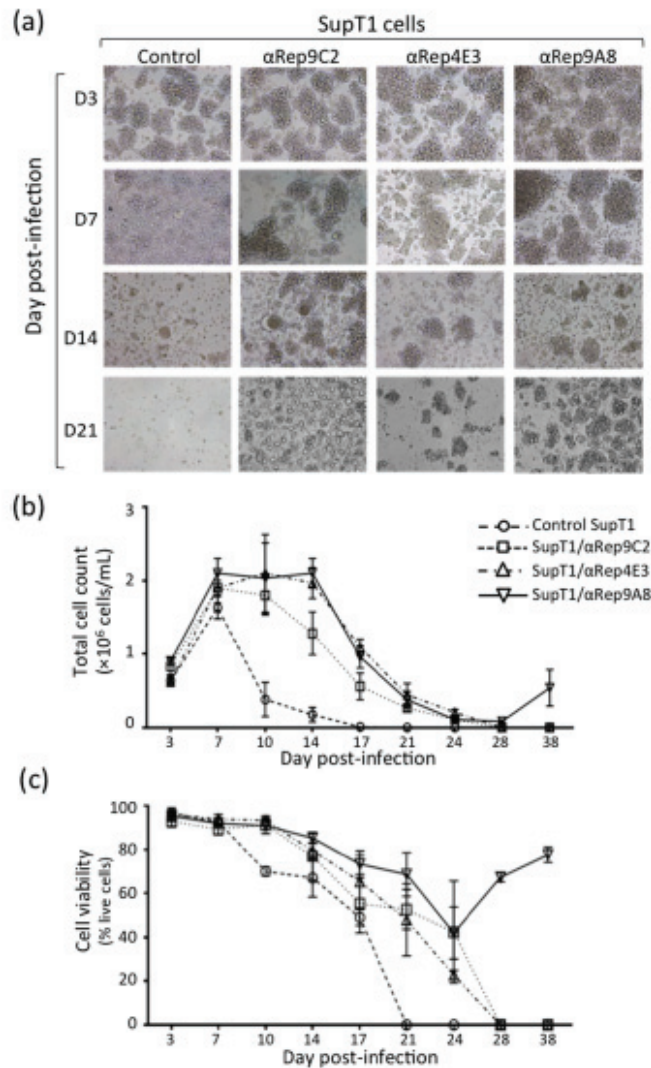 (a)
SupT1 cells
Control αRep9C2 αRep4E3 αRep9A8
Day post-infection
D3
D7
D14
D21
(b)
Total cell count
(×10⁶ cells/mL)
3
2
1
0
3 7 10 14 17 21 24 28 38
Day post-infection
Control SupT1
SupT1/αRep9C2
SupT1/αRep4E3
SupT1/αRep9A8
(c)
Cell viability
(% live cells)
100
80
60
40
20
0
3 7 10 14 17 21 24 28 38
Day post-infection